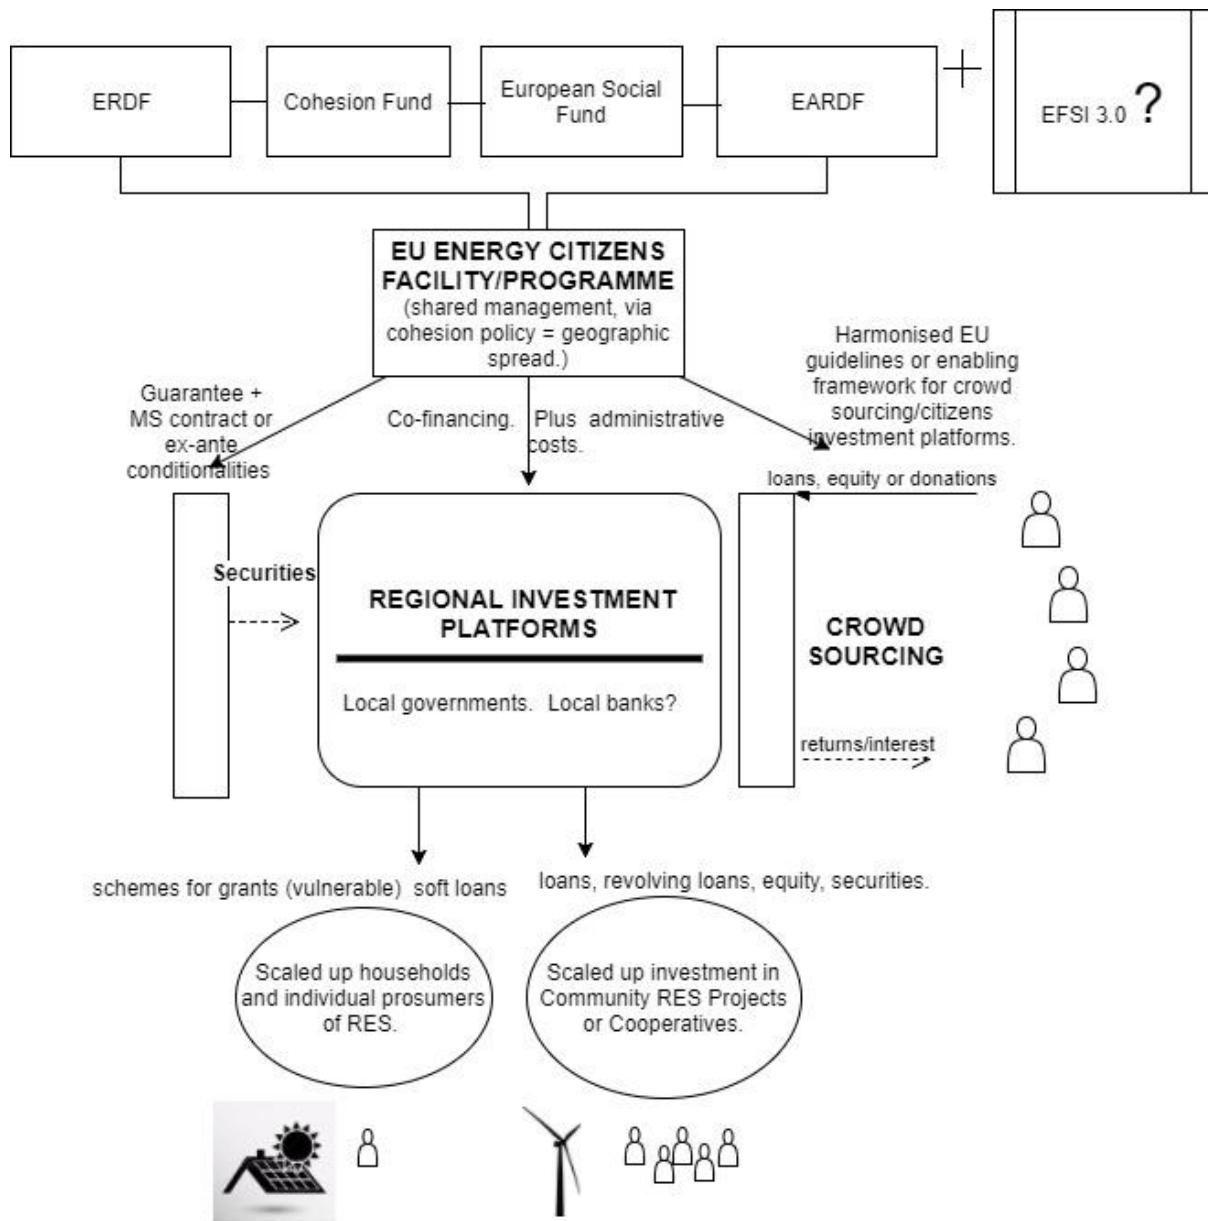 ERDF
Cohesion Fund
European Social
Fund
EARDF
EFSI 3.0 ?
EU ENERGY CITIZENS
FACILITY/PROGRAMME
(shared management, via
cohesion policy = geographic
spread.)
Guarantee +
MS contract or
ex-ante
conditionalities
Co-financing. Plus administrative
costs.
Harmonised EU
guidelines or enabling
framework for crowd
sourcing/citizens
investment platforms.
loans, equity or donations
Securities
REGIONAL INVESTMENT
PLATFORMS
Local governments. Local banks?
CROWD
SOURCING
returns/interest
schemes for grants (vulnerable) soft loans
loans, revolving loans, equity, securities.
Scaled up households
and individual prosumers
of RES.
Scaled up investment in
Community RES Projects
or Cooperatives.